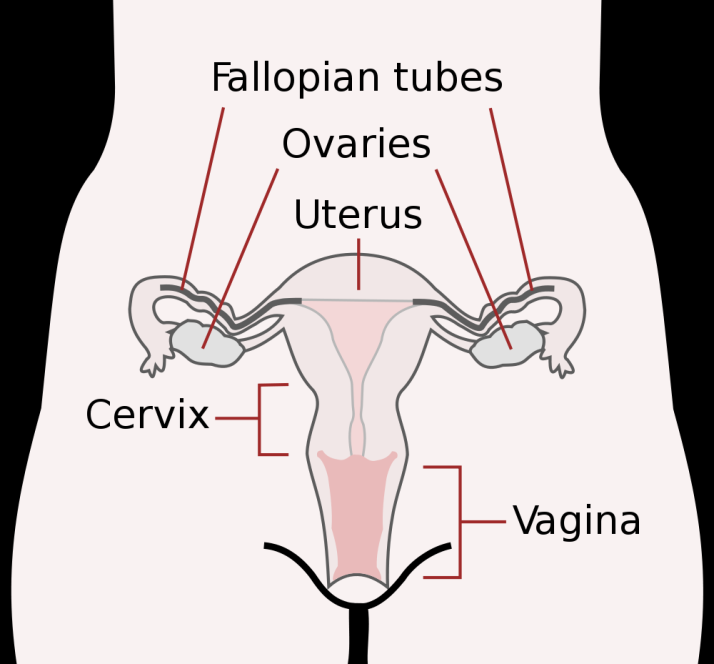 Fallopian tubes
Ovaries
Uterus
Cervix
Vagina